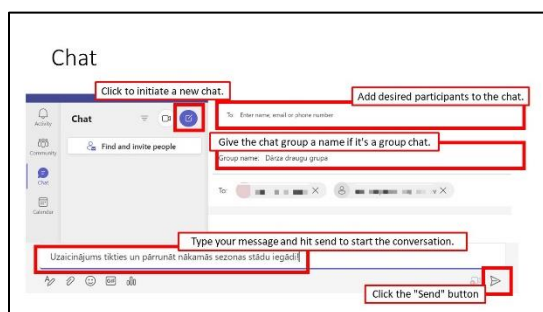 Chat
Click to initiate a new chat.
Add desired participants to the chat.
Activity
Chat
To Enter name, email or phone number
Community
Find and invite people
Give the chat group a name if it's a group chat.
Group name: Dārza draugu grupa
Chat
To:
Calendar
Type your message and hit send to start the conversation.
Uzaicinājums tikties un pārrunāt nākamās sezonas stādu iegādi!
GIF
Click the "Send" button